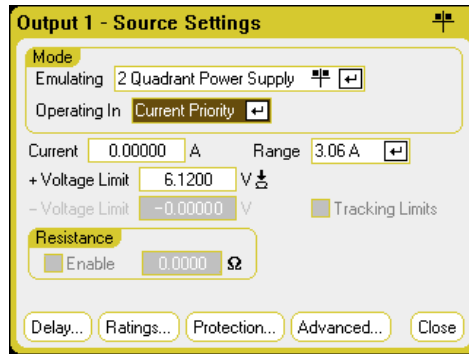 Output 1 - Source Settings
Mode
Emulating 2 Quadrant Power Supply
Operating In Current Priority
Current 0.00000 A Range 3.06 A
+ Voltage Limit 6.1200 V
- Voltage Limit -0.00000 V Tracking Limits
Resistance
Enable 0.0000 Ω
Delay... Ratings... Protection... Advanced... Close